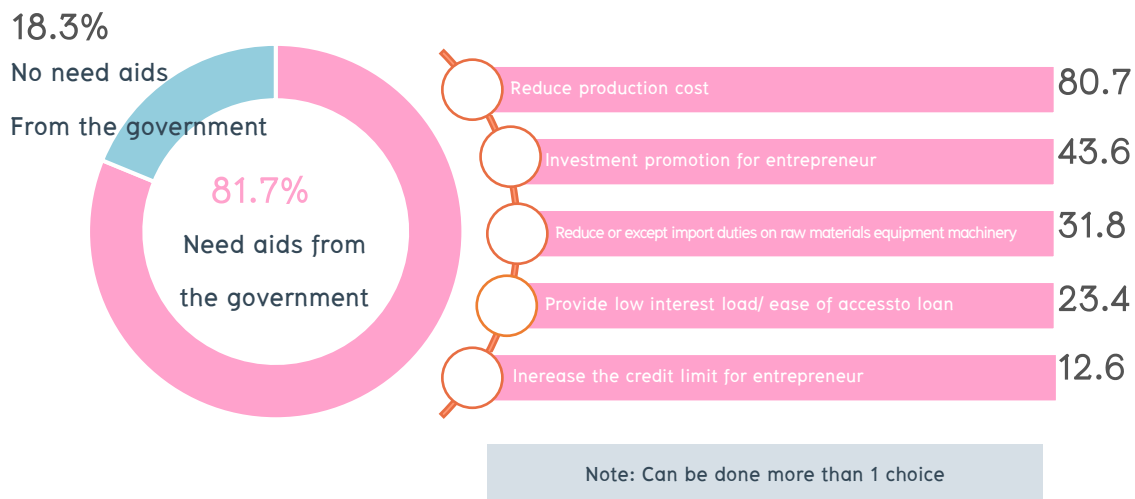 18.3%
No need aids
From the government
81.7%
Need aids from
the government
Reduce production cost
80.7
Investment promotion for entrepreneur
43.6
Reduce or except import duties on raw materials equipment machinery
31.8
Provide low interest load/ ease of accessto loan
23.4
Inerease the credit limit for entrepreneur
12.6
Note: Can be done more than 1 choice